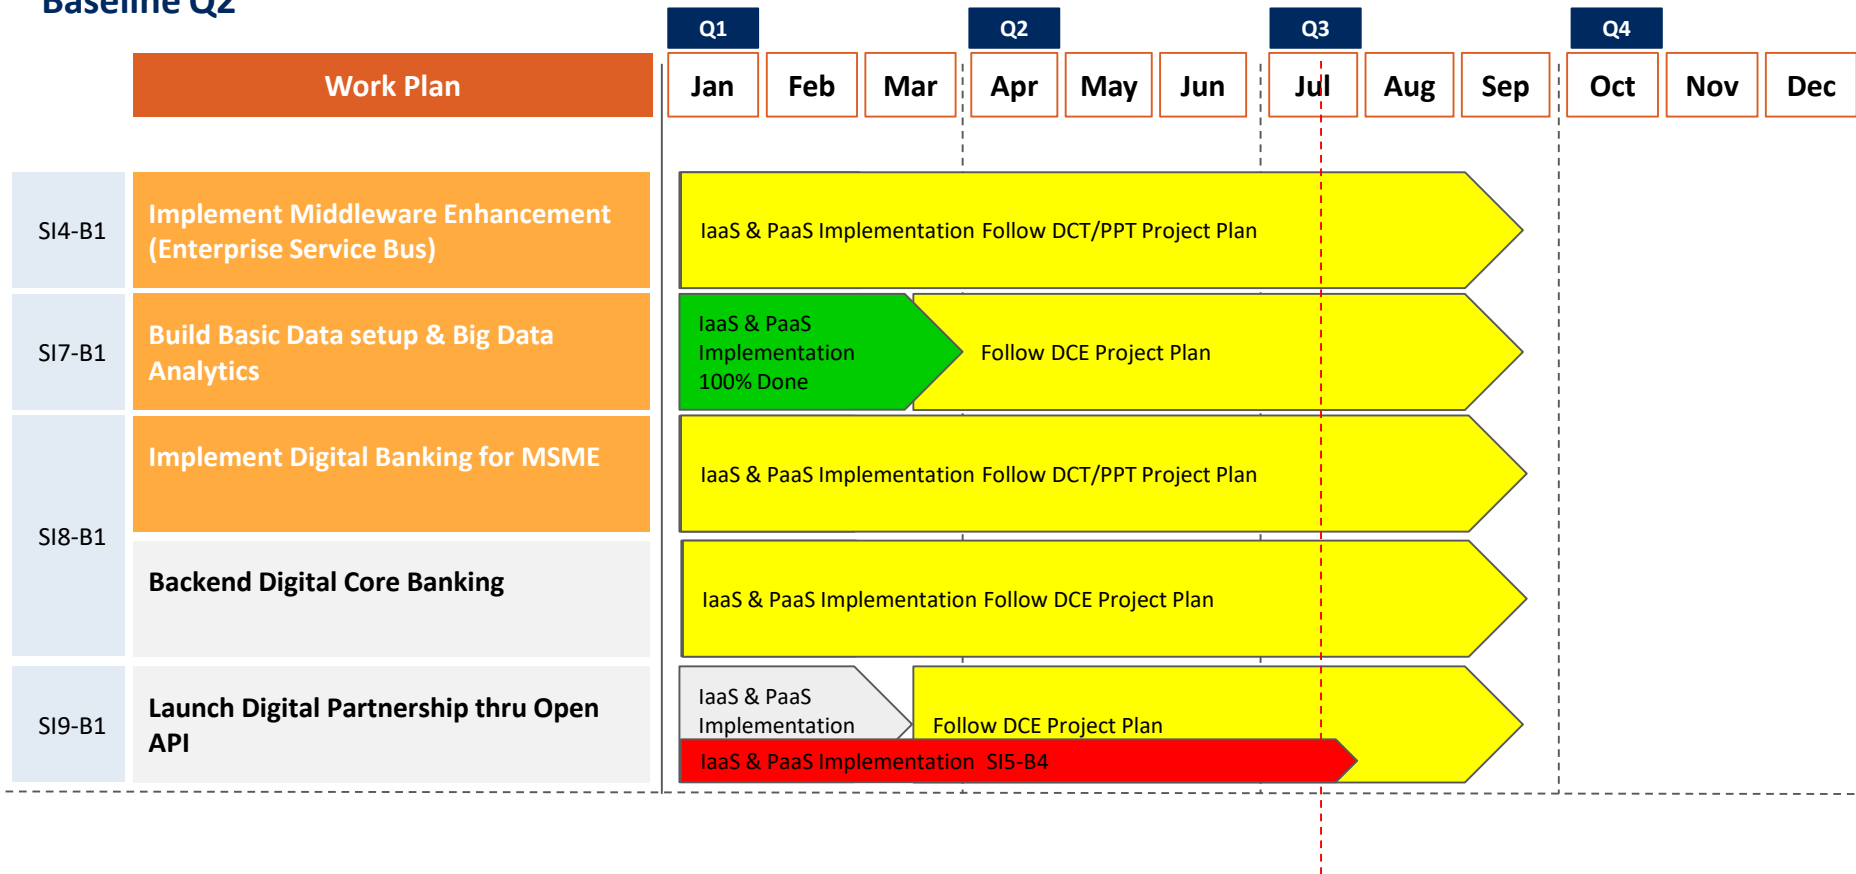 Baseline Q2
Q1
Q2
Q3
Q4
Work Plan
Jan
Feb
Mar
Apr
May
Jun
Jul
Aug
Sep
Oct
Nov
Dec
SI4-B1
Implement Middleware Enhancement
(Enterprise Service Bus)
IaaS & PaaS Implementation Follow DCT/PPT Project Plan
SI7-B1
Build Basic Data setup & Big Data
Analytics
IaaS & PaaS
Implementation
100% Done
Follow DCE Project Plan
SI8-B1
Implement Digital Banking for MSME
IaaS & PaaS Implementation Follow DCT/PPT Project Plan
Backend Digital Core Banking
IaaS & PaaS Implementation Follow DCE Project Plan
SI9-B1
Launch Digital Partnership thru Open
API
IaaS & PaaS
Implementation
Follow DCE Project Plan
IaaS & PaaS Implementation SI5-B4